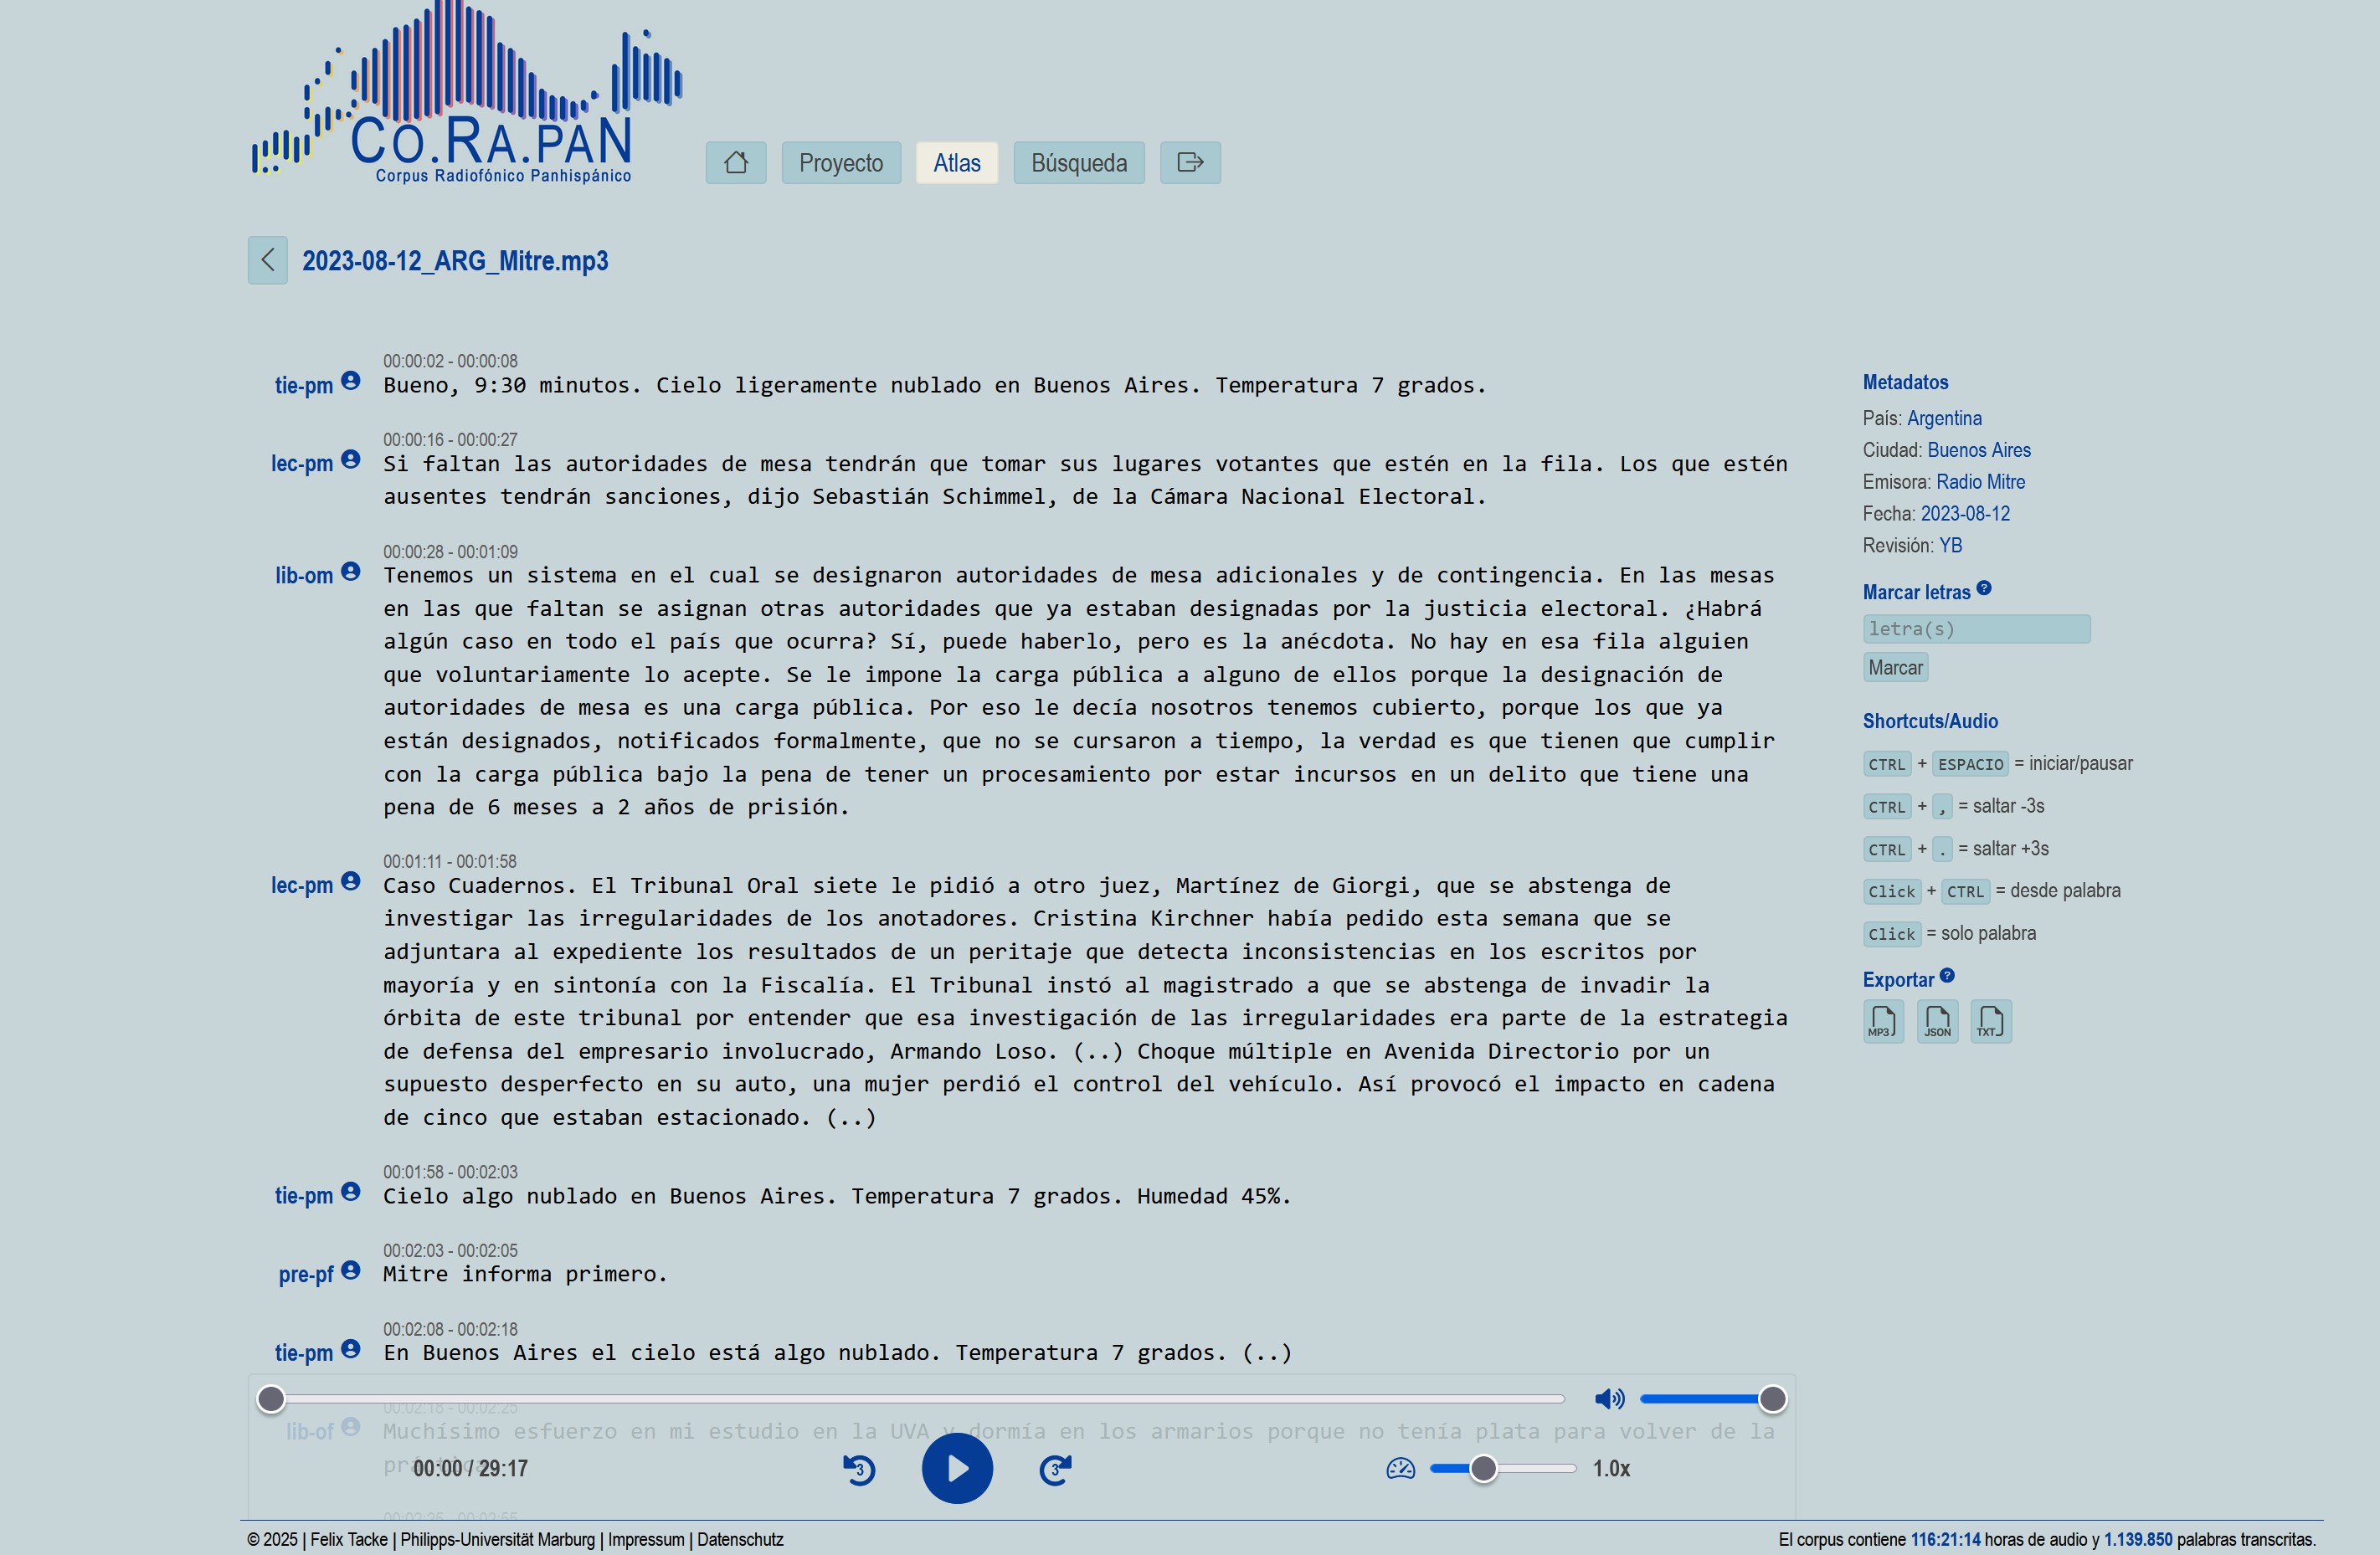 CO.RA.PAN
Corpus Radiofónico Panhispánico
Proyecto
Atlas
Búsqueda
2023-08-12_ARG_Mitre.mp3
00:00:02 - 00:00:08
tie-pm
Bueno, 9:30 minutos. Cielo ligeramente nublado en Buenos Aires. Temperatura 7 grados.
00:00:16 - 00:00:27
lec-pm
Si faltan las autoridades de mesa tendrán que tomar sus lugares votantes que estén en la fila. Los que estén
ausentes tendrán sanciones, dijo Sebastián Schimmel, de la Cámara Nacional Electoral.
00:00:28 - 00:01:09
lib-om
Tenemos un sistema en el cual se designaron autoridades de mesa adicionales y de contingencia. En las mesas
en las que faltan se asignan otras autoridades que ya estaban designadas por la justicia electoral. ¿Habrá
algún caso en todo el país que ocurra? Sí, puede haberlo, pero es la anécdota. No hay en esa fila alguien
que voluntariamente lo acepte. Se le impone la carga pública a alguno de ellos porque la designación de
autoridades de mesa es una carga pública. Por eso le decía nosotros tenemos cubierto, porque los que ya
están designados, notificados formalmente, que no se cursaron a tiempo, la verdad es que tienen que cumplir
con la carga pública bajo la pena de tener un procesamiento por estar incursos en un delito que tiene una
pena de 6 meses a 2 años de prisión.
00:01:11 - 00:01:58
lec-pm
Caso Cuadernos. El Tribunal Oral siete le pidió a otro juez, Martínez de Giorgi, que se abstenga de
investigar las irregularidades de los anotadores. Cristina Kirchner había pedido esta semana que se
adjuntara al expediente los resultados de un peritaje que detecta inconsistencias en los escritos por
mayoría y en sintonía con la Fiscalía. El Tribunal instó al magistrado a que se abstenga de invadir la
órbita de este tribunal por entender que esa investigación de las irregularidades era parte de la estrategia
de defensa del empresario involucrado, Armando Loso. (..) Choque múltiple en Avenida Directorio por un
supuesto desperfecto en su auto, una mujer perdió el control del vehículo. Así provocó el impacto en cadena
de cinco que estaban estacionado. (..)
00:01:58 - 00:02:03
tie-pm
Cielo algo nublado en Buenos Aires. Temperatura 7 grados. Humedad 45%.
00:02:03 - 00:02:05
pre-pf
Mitre informa primero.
00:02:08 - 00:02:18
tie-pm
En Buenos Aires el cielo está algo nublado. Temperatura 7 grados. (..)
00:02:18 - 00:02:25
lib-of
Muchísimo esfuerzo en mi estudio en la UVA y dormía en los armarios porque no tenía plata para volver de la
00:00 / 29:17
3
3
1.0x
00:02:25 - 00:02:55
Metadatos
País: Argentina
Ciudad: Buenos Aires
Emisora: Radio Mitre
Fecha: 2023-08-12
Revisión: YB
Marcar letras ?
letra(s)
Marcar
Shortcuts/Audio
CTRL + ESPACIO = iniciar/pausar
CTRL + , = saltar -3s
CTRL + . = saltar +3s
Click + CTRL = desde palabra
Click = solo palabra
Exportar ?
MP3 JSON TXT
© 2025 | Felix Tacke | Philipps-Universität Marburg | Impressum | Datenschutz
El corpus contiene 116:21:14 horas de audio y 1.139.850 palabras transcritas.